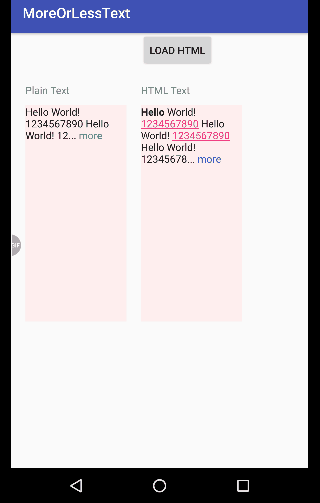 MoreOrLessText
LOAD HTML
Plain Text
Hello World!
1234567890 Hello
World! 12... more
HTML Text
Hello World!
1234567890 Hello
World! 1234567890
Hello World!
12345678... more